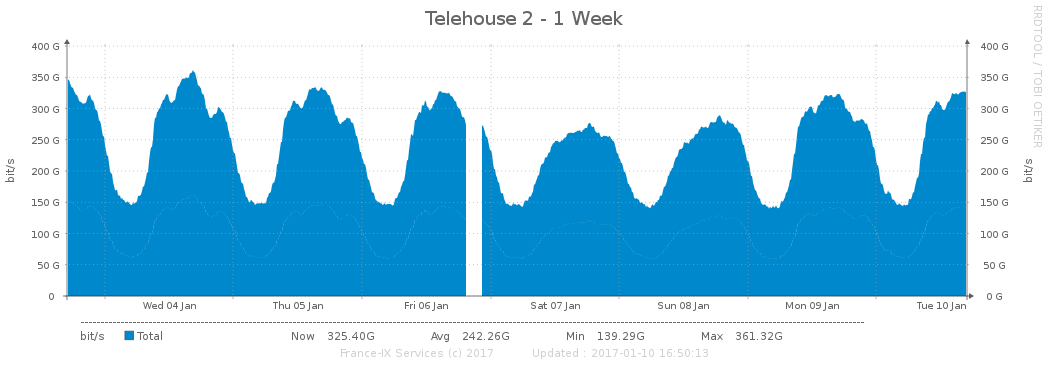 Telehouse 2 - 1 Week
RRDTOOL / TOBI OETIKER
400 G 400 G
350 G 350 G
300 G 300 G
250 G 250 G
200 G 200 G
150 G 150 G
100 G 100 G
50 G 50 G
0 0 G
bit/s bit/s
Wed 04 Jan Thu 05 Jan Fri 06 Jan Sat 07 Jan Sun 08 Jan Mon 09 Jan Tue 10 Jan
bit/s Total Now 325.40G Avg 242.26G Min 139.29G Max 361.32G
France-IX Services (c) 2017 Updated : 2017-01-10 16:50:13